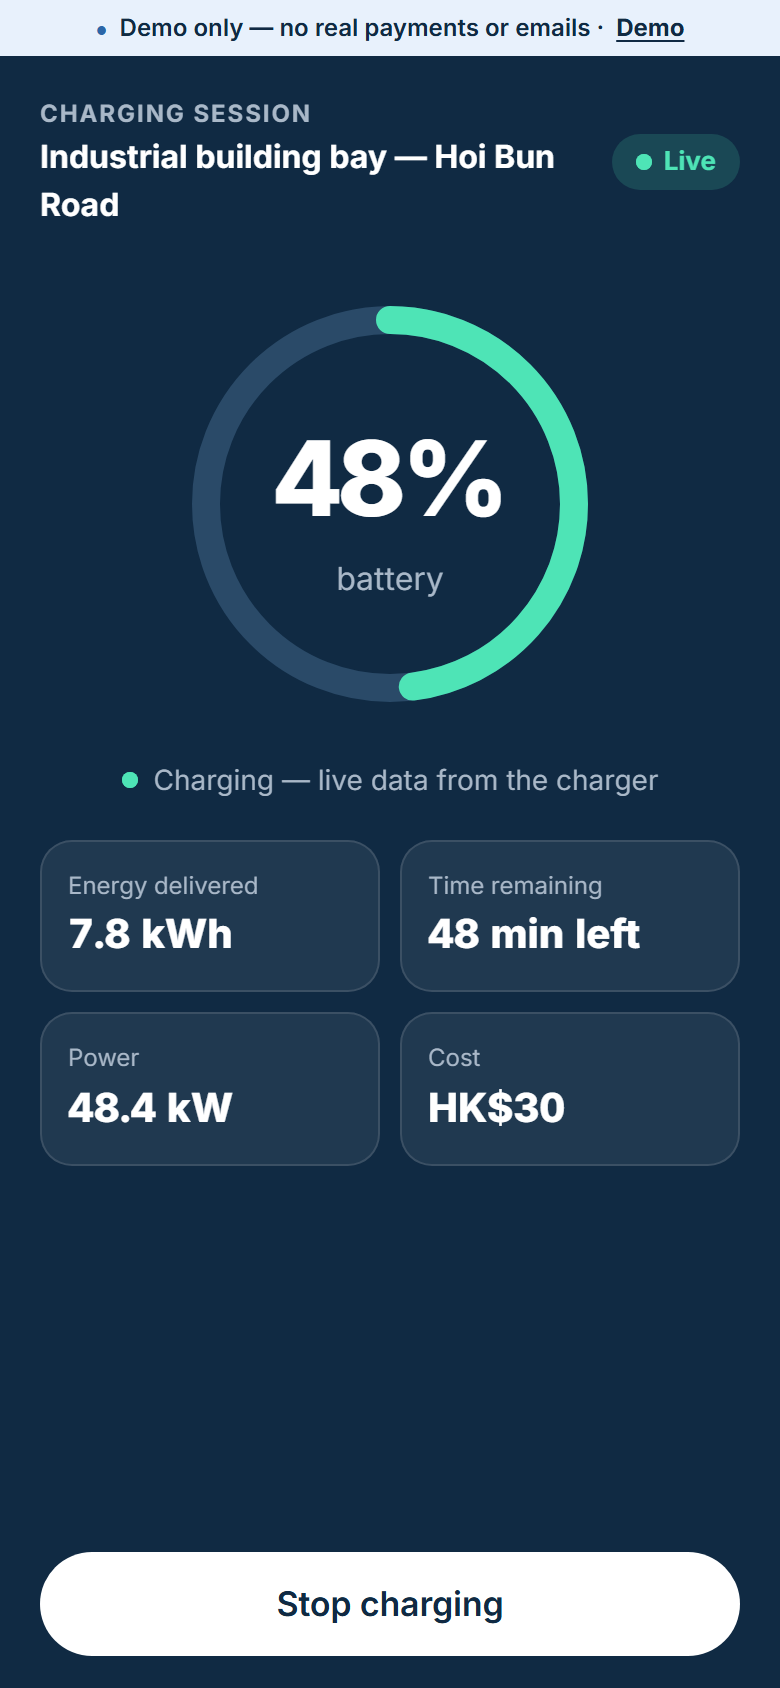 Demo only — no real payments or emails · Demo
CHARGING SESSION
Industrial building bay — Hoi Bun
Road
Live
48%
battery
Charging — live data from the charger
Energy delivered
7.8 kWh
Time remaining
48 min left
Power
48.4 kW
Cost
HK$30
Stop charging